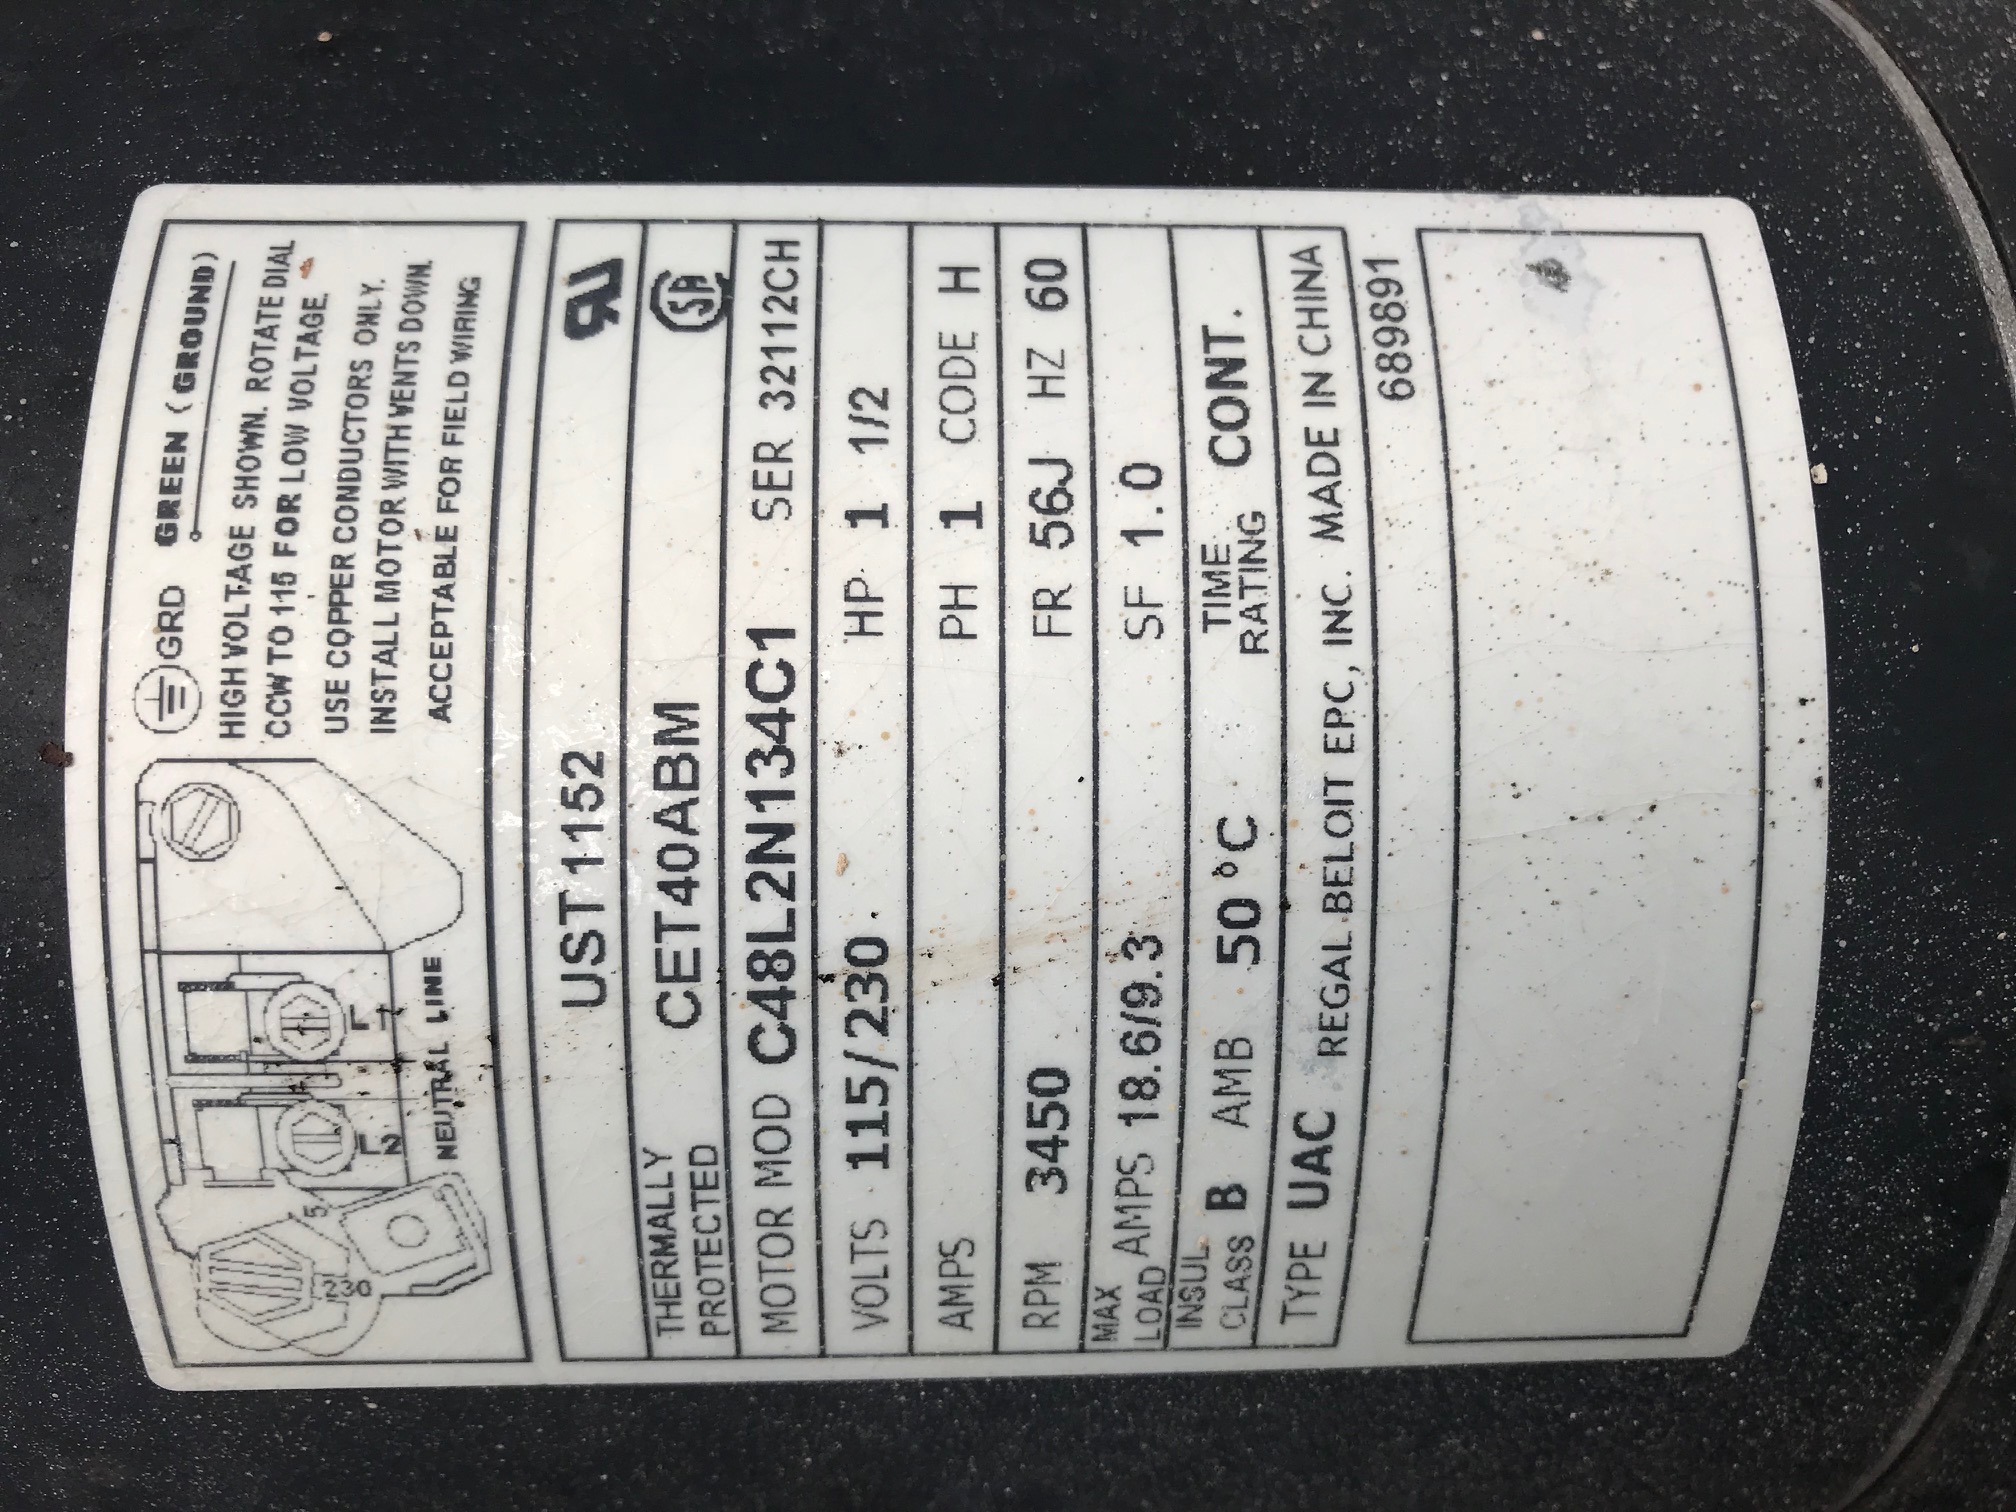 GRD GREEN (GROUND)
HIGH VOLTAGE SHOWN. ROTATE DIAL
CCW TO 115 FOR LOW VOLTAGE.
USE COPPER CONDUCTORS ONLY.
INSTALL MOTOR WITH VENTS DOWN.
ACCEPTABLE FOR FIELD WIRING
230
5
L2
L1
NEUTRAL LINE
UST1152
THERMALLY PROTECTED CET40ABM
MOTOR MOD C48L2N134C1 SER 32112CH
VOLTS 115/230 HP 1 1/2
AMPS PH 1 CODE H
RPM 3450 FR 56J HZ 60
MAX LOAD AMPS 18.6/9.3 SF 1.0
INSUL CLASS B AMB 50°C TIME RATING CONT.
TYPE UAC REGAL BELOIT EPC, INC. MADE IN CHINA
689891